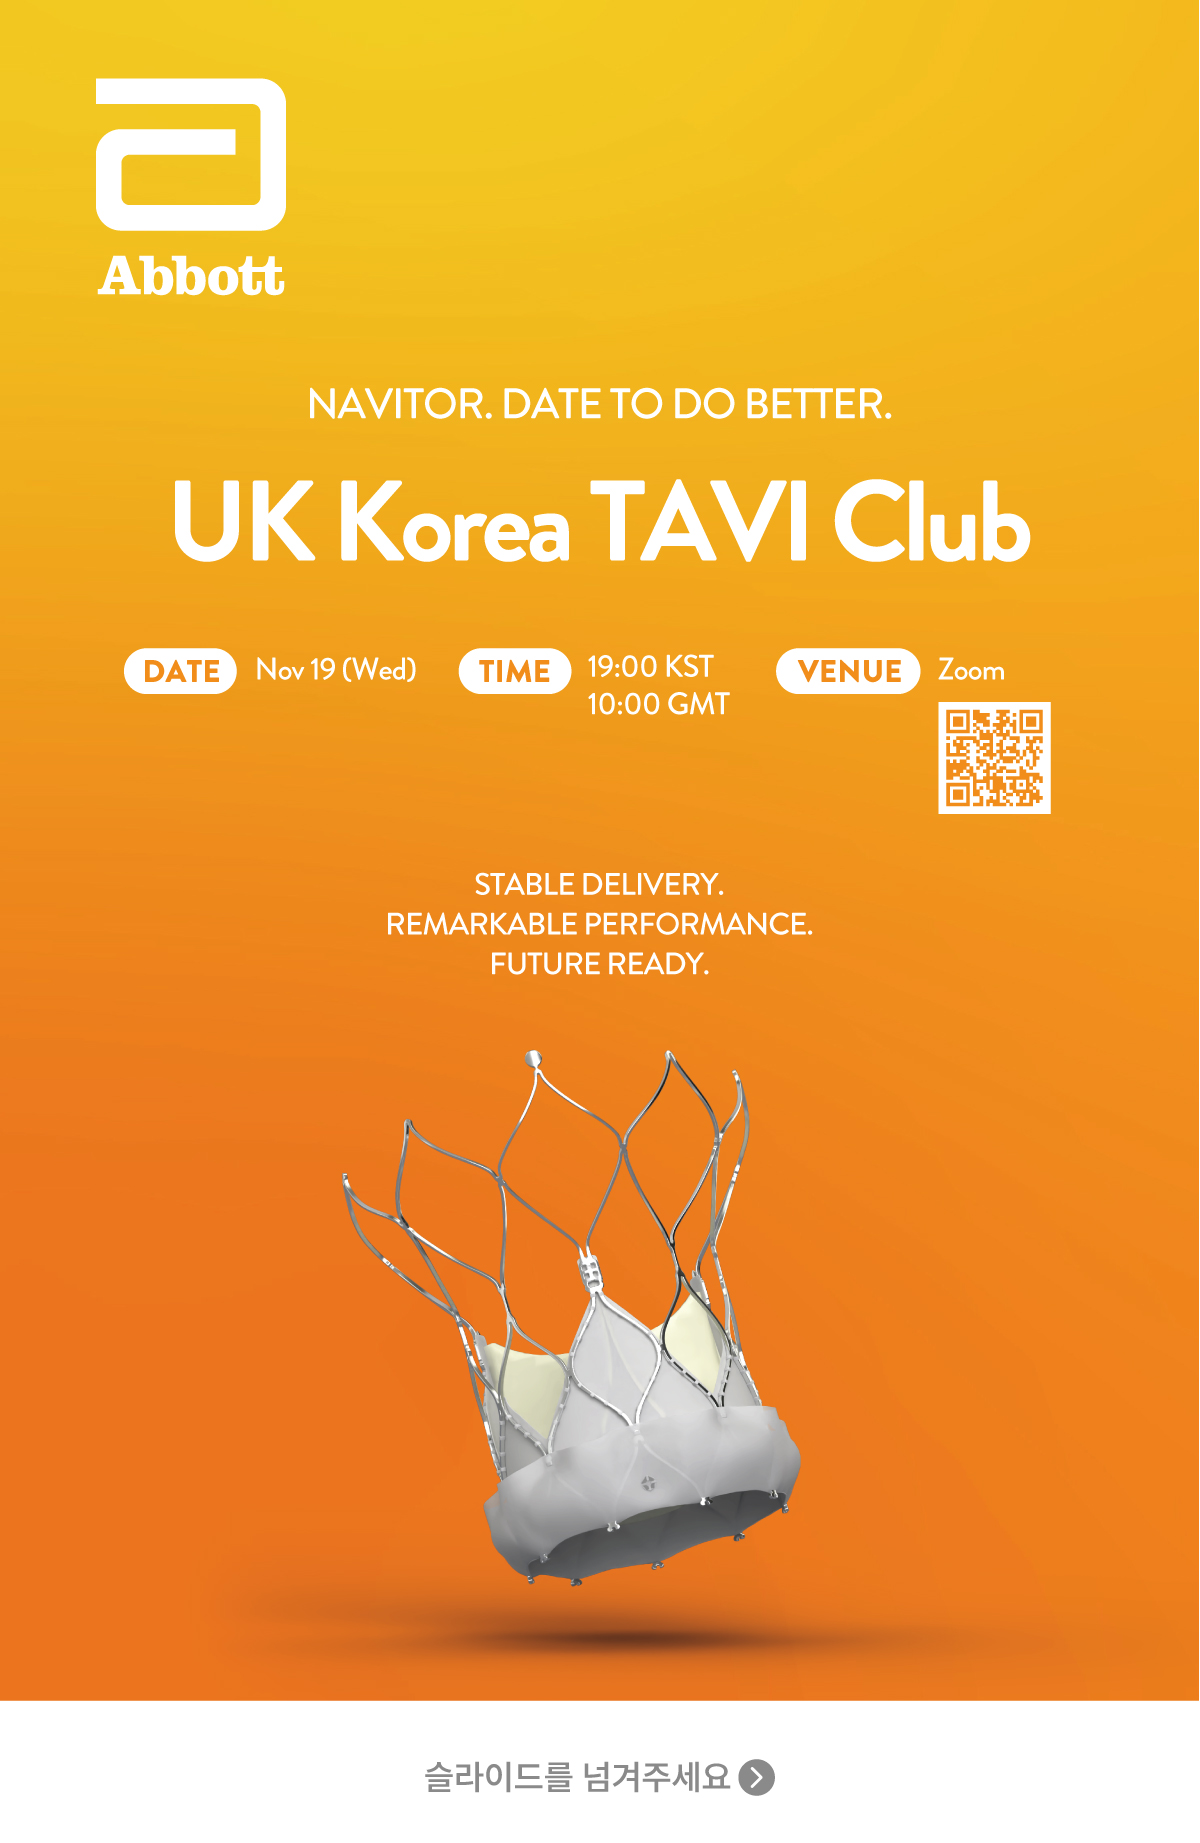 Abbott
NAVITOR. DATE TO DO BETTER.
UK Korea TAVI Club
DATE Nov 19 (Wed)
TIME 19:00 KST
10:00 GMT
VENUE Zoom
STABLE DELIVERY.
REMARKABLE PERFORMANCE.
FUTURE READY.
슬라이드를 넘겨주세요